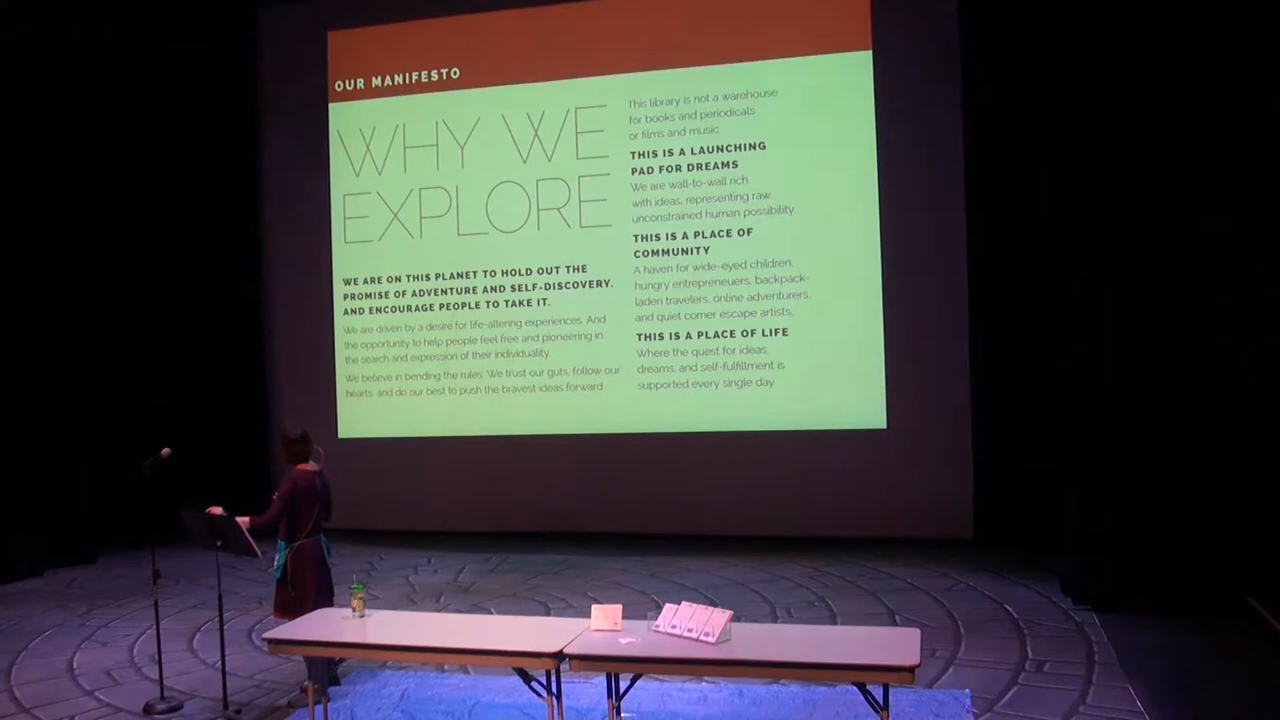 OUR MANIFESTO
WHY WE
EXPLORE
WE ARE ON THIS PLANET TO HOLD OUT THE
PROMISE OF ADVENTURE AND SELF-DISCOVERY.
AND ENCOURAGE PEOPLE TO TAKE IT.
We are driven by a desire for life-altering experiences. And
the opportunity to help people feel free and pioneering in
the search and expression of their individuality.
We believe in bending the rules. We trust our guts, follow our
hearts, and do our best to push the bravest ideas forward
This library is not a warehouse
for books and periodicals
or films and music
THIS IS A LAUNCHING
PAD FOR DREAMS
We are wall-to-wall rich
with ideas, representing raw,
unconstrained human possibility.
THIS IS A PLACE OF
COMMUNITY
A haven for wide-eyed children,
hungry entrepreneuers, backpack-
laden travelers, online adventurers,
and quiet corner escape artists.
THIS IS A PLACE OF LIFE
Where the quest for ideas,
dreams, and self-fulfillment is
supported every single day